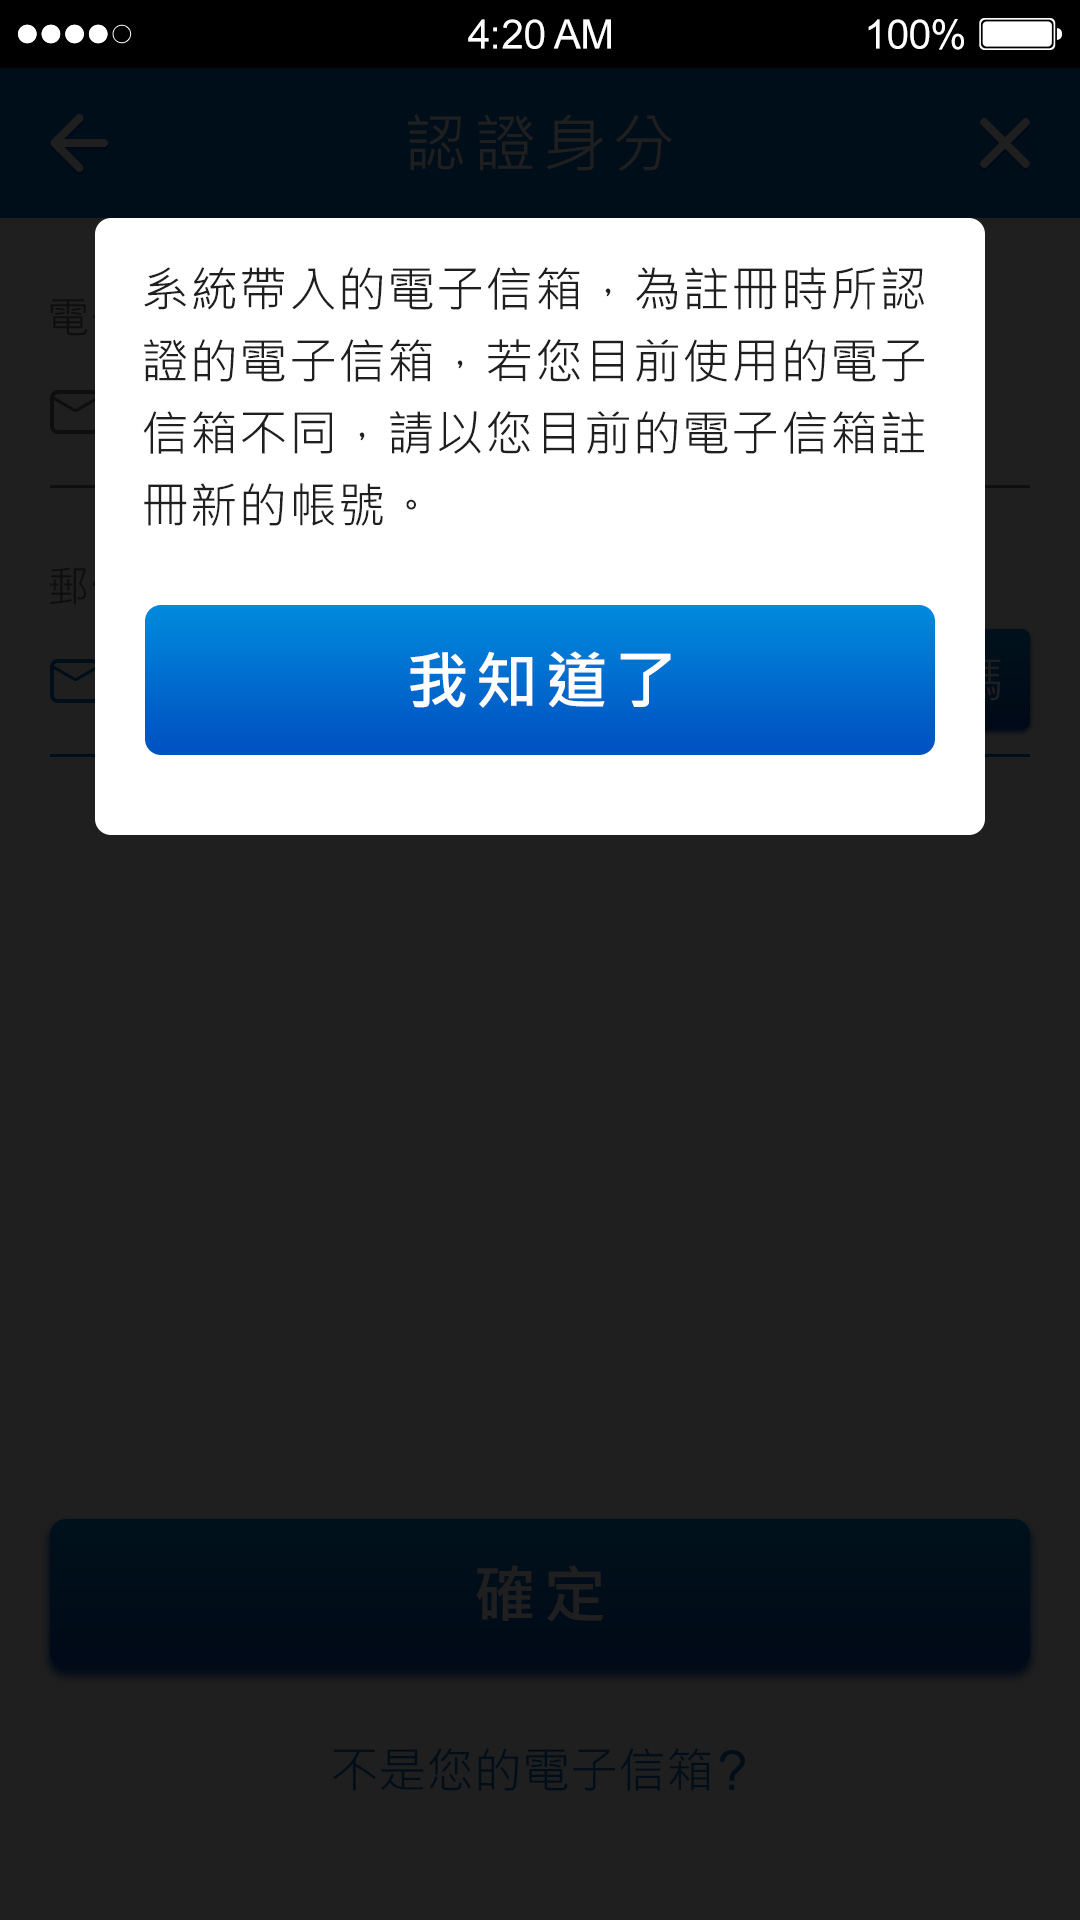 4:20 AM 100%
認證身分
系統帶入的電子信箱，為註冊時所認
證的電子信箱，若您目前使用的電子
信箱不同，請以您目前的電子信箱註
冊新的帳號。
電
郵
我知道了
碼
確定
不是您的電子信箱?